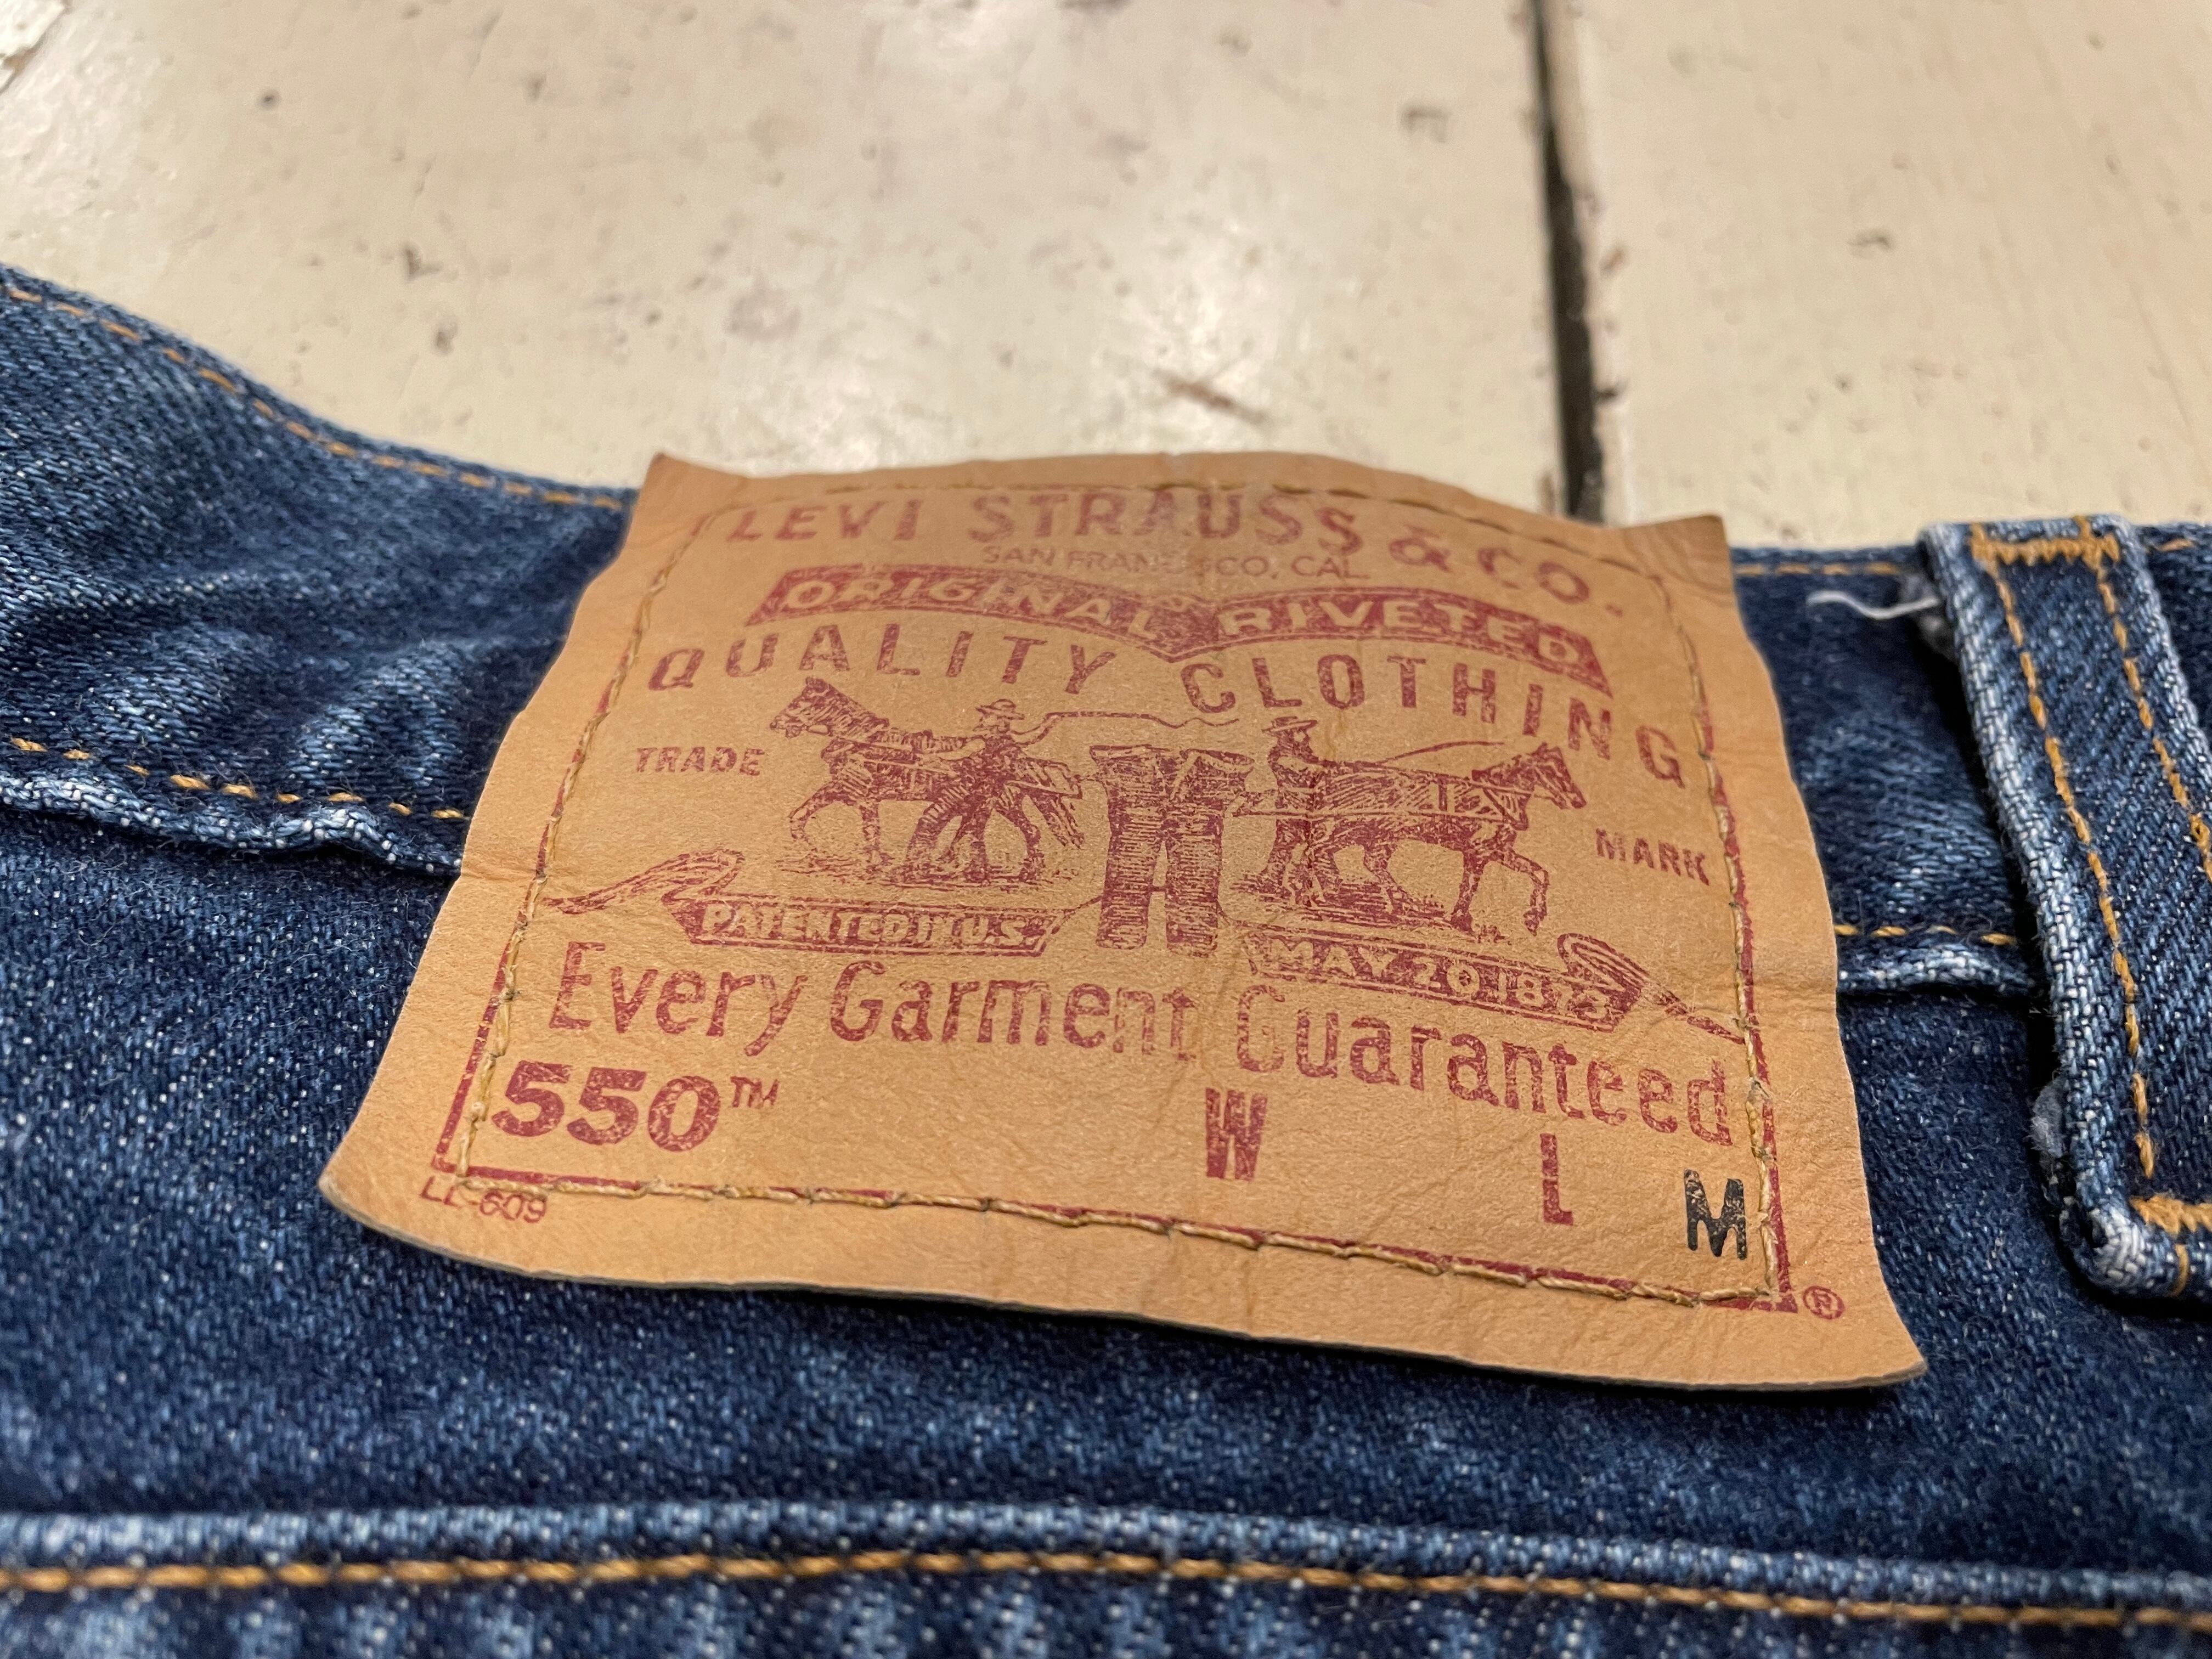 LEVI STRAUSS & CO.
SAN FRANCISCO, CAL.
ORIGINAL RIVETED
QUALITY CLOTHING
TRADE MARK
PATENTED IN U.S. MAY 20 1873
Every Garment Guaranteed
550™ W L M
LL-609 ®